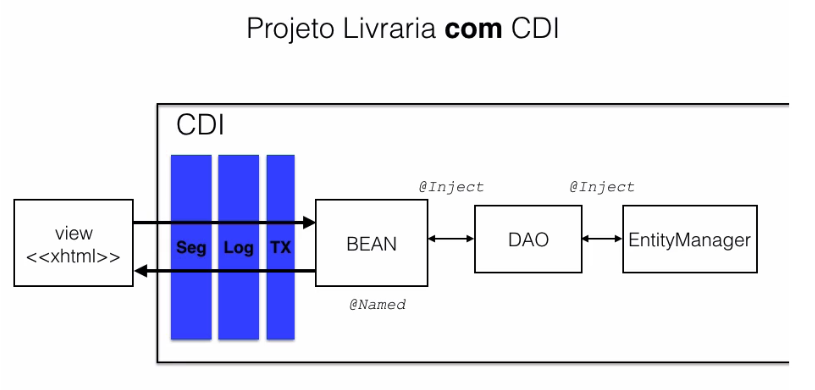 Projeto Livraria com CDI
CDI
@Inject
@Inject
view
<<xhtml>>
Seg
Log
TX
BEAN
DAO
EntityManager
@Named